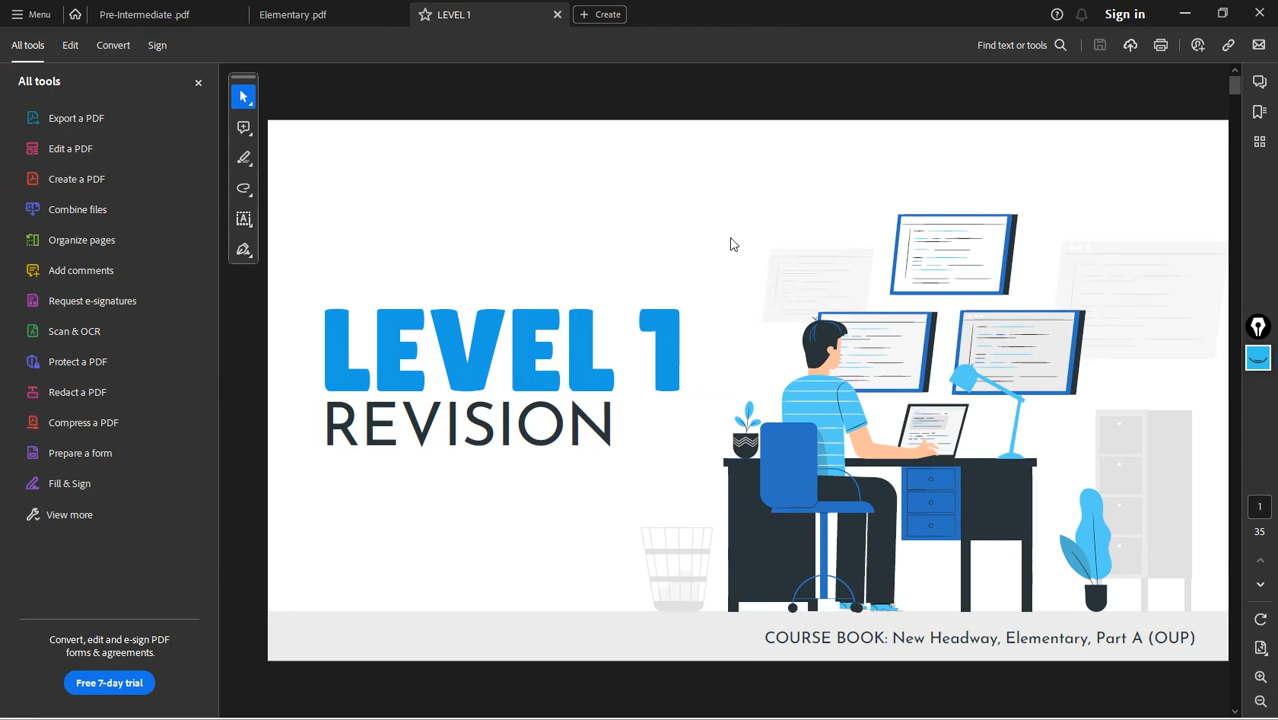 Menu
Pre-Intermediate .pdf
Elementary.pdf
LEVEL 1
Create
Sign in
All tools
Edit
Convert
Sign
Find text or tools
All tools
Export a PDF
Edit a PDF
Create a PDF
Combine files
Organize pages
Add comments
Request e-signatures
Scan & OCR
Protect a PDF
Redact a PDF
Compress a PDF
Prepare a form
Fill & Sign
View more
Convert, edit and e-sign PDF
forms & agreements.
Free 7-day trial
LEVEL 1
REVISION
COURSE BOOK: New Headway, Elementary, Part A (OUP)
1
35